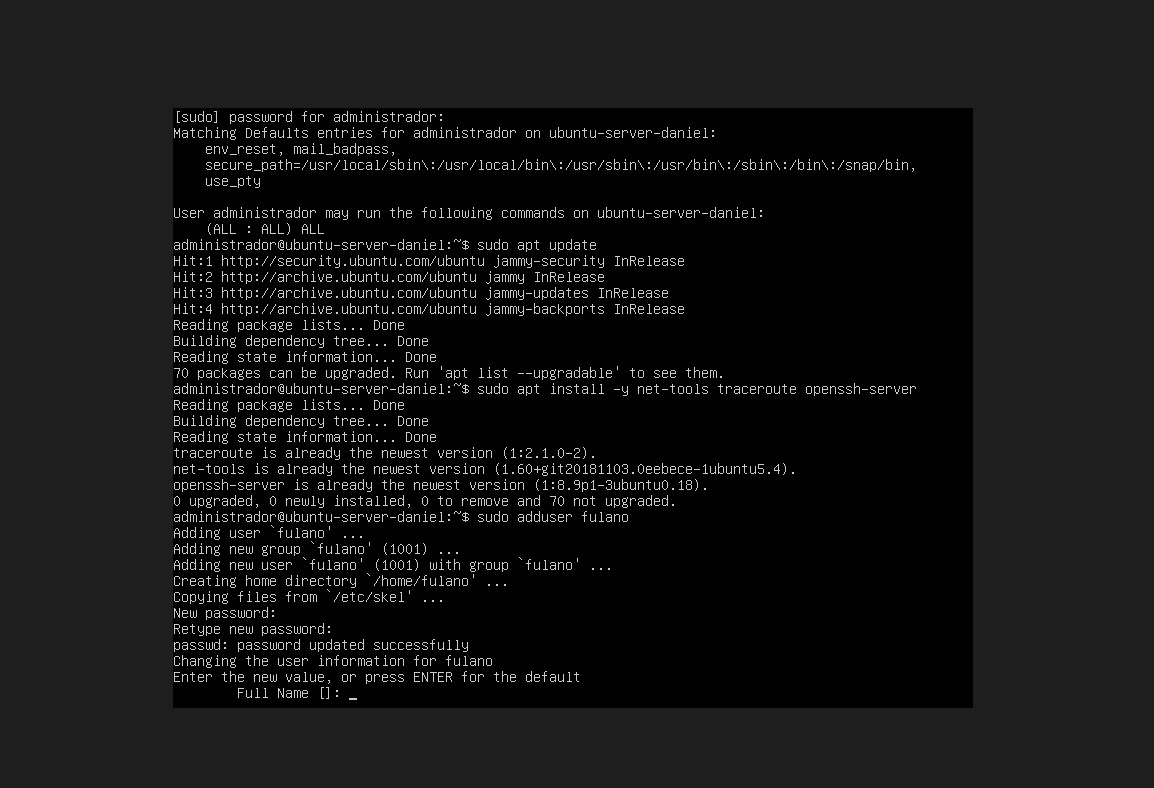 [sudo] password for administrador:
Matching Defaults entries for administrador on ubuntu-server-daniel:
    env_reset, mail_badpass,
    secure_path=/usr/local/sbin\:/usr/local/bin\:/usr/sbin\:/usr/bin\:/sbin\:/bin\:/snap/bin,
    use_pty

User administrador may run the following commands on ubuntu-server-daniel:
    (ALL : ALL) ALL
administrador@ubuntu-server-daniel:~$ sudo apt update
Hit:1 http://security.ubuntu.com/ubuntu jammy-security InRelease
Hit:2 http://archive.ubuntu.com/ubuntu jammy InRelease
Hit:3 http://archive.ubuntu.com/ubuntu jammy-updates InRelease
Hit:4 http://archive.ubuntu.com/ubuntu jammy-backports InRelease
Reading package lists... Done
Building dependency tree... Done
Reading state information... Done
70 packages can be upgraded. Run 'apt list --upgradable' to see them.
administrador@ubuntu-server-daniel:~$ sudo apt install -y net-tools traceroute openssh-server
Reading package lists... Done
Building dependency tree... Done
Reading state information... Done
traceroute is already the newest version (1:2.1.0-2).
net-tools is already the newest version (1.60+git20181103.0eebece-1ubuntu5.4).
openssh-server is already the newest version (1:8.9p1-3ubuntu0.18).
0 upgraded, 0 newly installed, 0 to remove and 70 not upgraded.
administrador@ubuntu-server-daniel:~$ sudo adduser fulano
Adding user `fulano' ...
Adding new group `fulano' (1001) ...
Adding new user `fulano' (1001) with group `fulano' ...
Creating home directory `/home/fulano' ...
Copying files from `/etc/skel' ...
New password:
Retype new password:
passwd: password updated successfully
Changing the user information for fulano
Enter the new value, or press ENTER for the default
        Full Name []: _